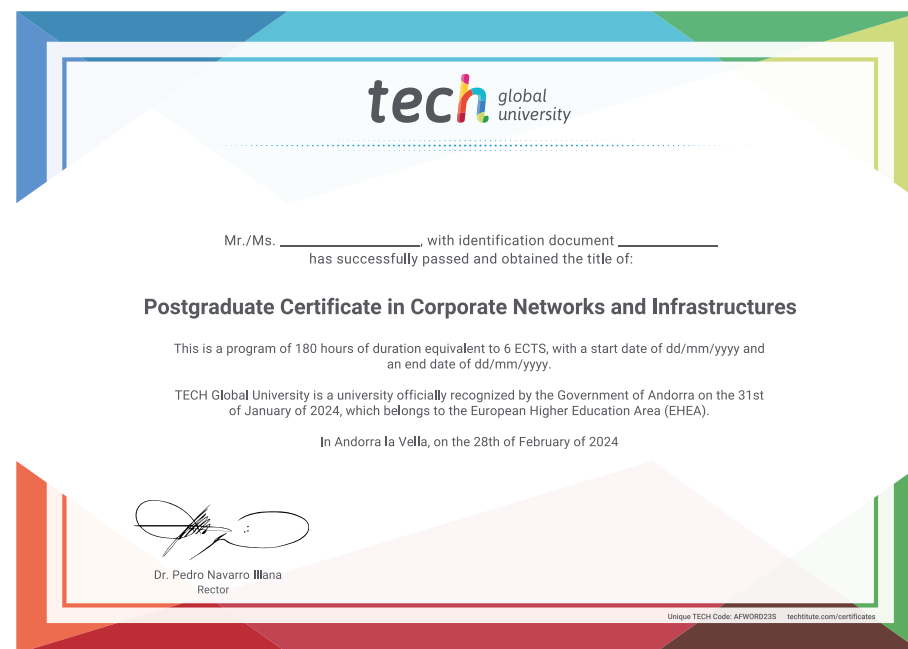 tech global
university
Mr./Ms. ____________, with identification document ____________
has successfully passed and obtained the title of:
Postgraduate Certificate in Corporate Networks and Infrastructures
This is a program of 180 hours of duration equivalent to 6 ECTS, with a start date of dd/mm/yyyy and
an end date of dd/mm/yyyy.
TECH Global University is a university officially recognized by the Government of Andorra on the 31st
of January of 2024, which belongs to the European Higher Education Area (EHEA).
In Andorra la Vella, on the 28th of February of 2024
Dr. Pedro Navarro Illana
Rector
Unique TECH Code: AFWORD23S techtitute.com/certificates